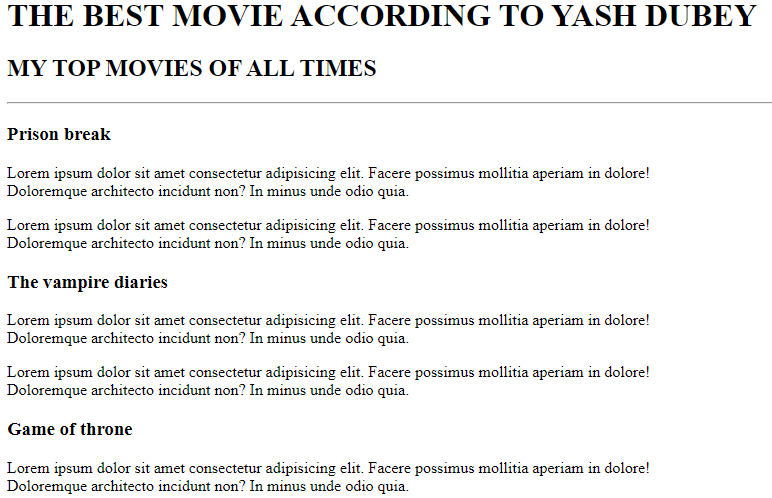 THE BEST MOVIE ACCORDING TO YASH DUBEY
MY TOP MOVIES OF ALL TIMES
Prison break
Lorem ipsum dolor sit amet consectetur adipisicing elit. Facere possimus mollitia aperiam in dolore!
Doloremque architecto incidunt non? In minus unde odio quia.
Lorem ipsum dolor sit amet consectetur adipisicing elit. Facere possimus mollitia aperiam in dolore!
Doloremque architecto incidunt non? In minus unde odio quia.
The vampire diaries
Lorem ipsum dolor sit amet consectetur adipisicing elit. Facere possimus mollitia aperiam in dolore!
Doloremque architecto incidunt non? In minus unde odio quia.
Lorem ipsum dolor sit amet consectetur adipisicing elit. Facere possimus mollitia aperiam in dolore!
Doloremque architecto incidunt non? In minus unde odio quia.
Game of throne
Lorem ipsum dolor sit amet consectetur adipisicing elit. Facere possimus mollitia aperiam in dolore!
Doloremque architecto incidunt non? In minus unde odio quia.